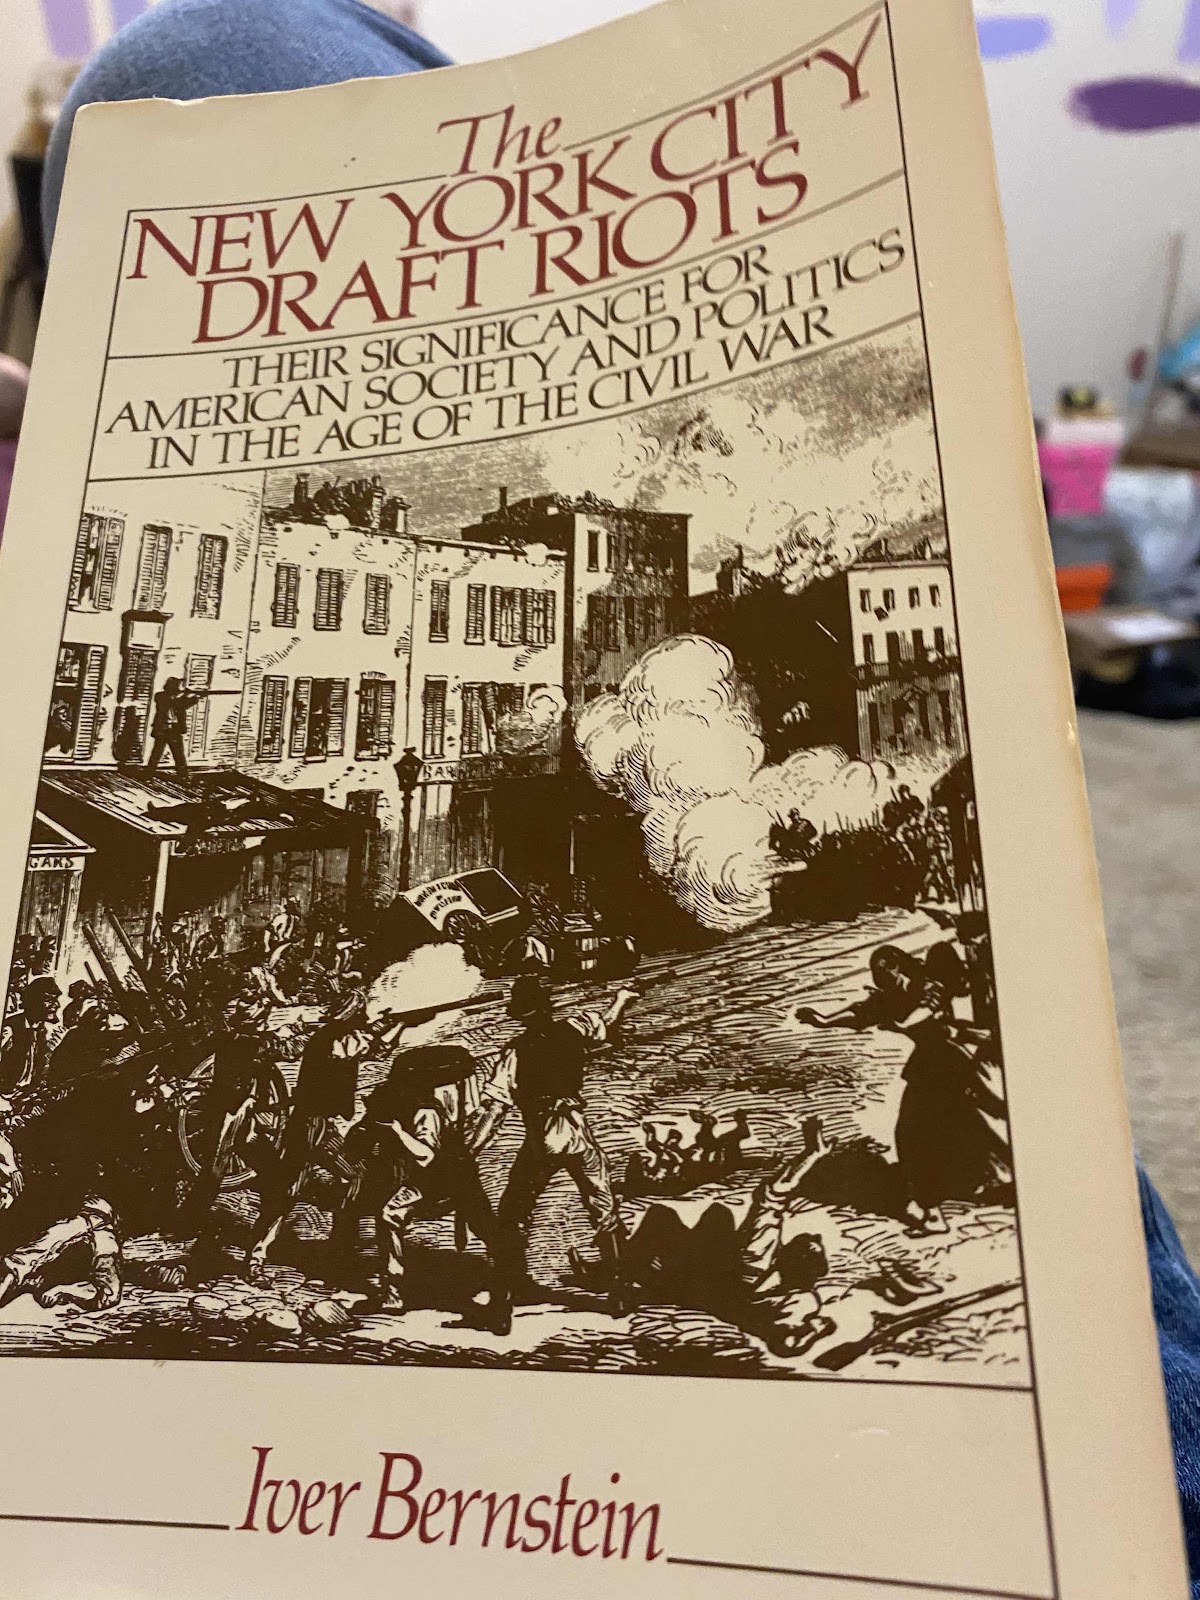 The
NEW YORK CITY
DRAFT RIOTS
THEIR SIGNIFICANCE FOR
AMERICAN SOCIETY AND POLITICS
IN THE AGE OF THE CIVIL WAR
GARS
Iver Bernstein